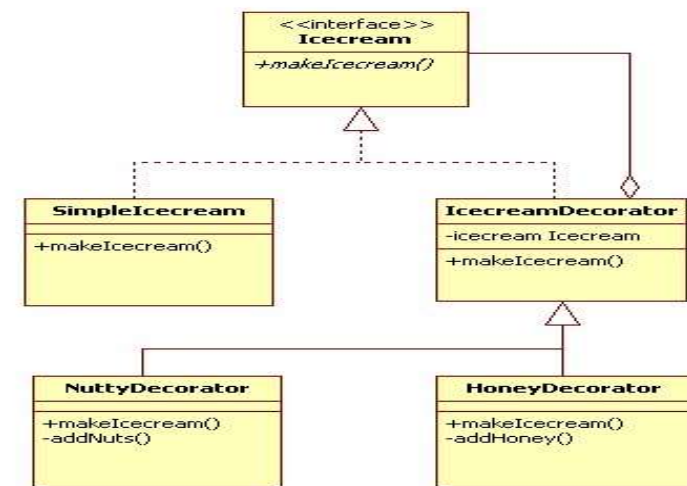 <<interface>>
Icecream
+makeIcecream()
SimpleIcecream
+makeIcecream()
IcecreamDecorator
-icecream Icecream
+makeIcecream()
NuttyDecorator
+makeIcecream()
-addNuts()
HoneyDecorator
+makeIcecream()
-addHoney()